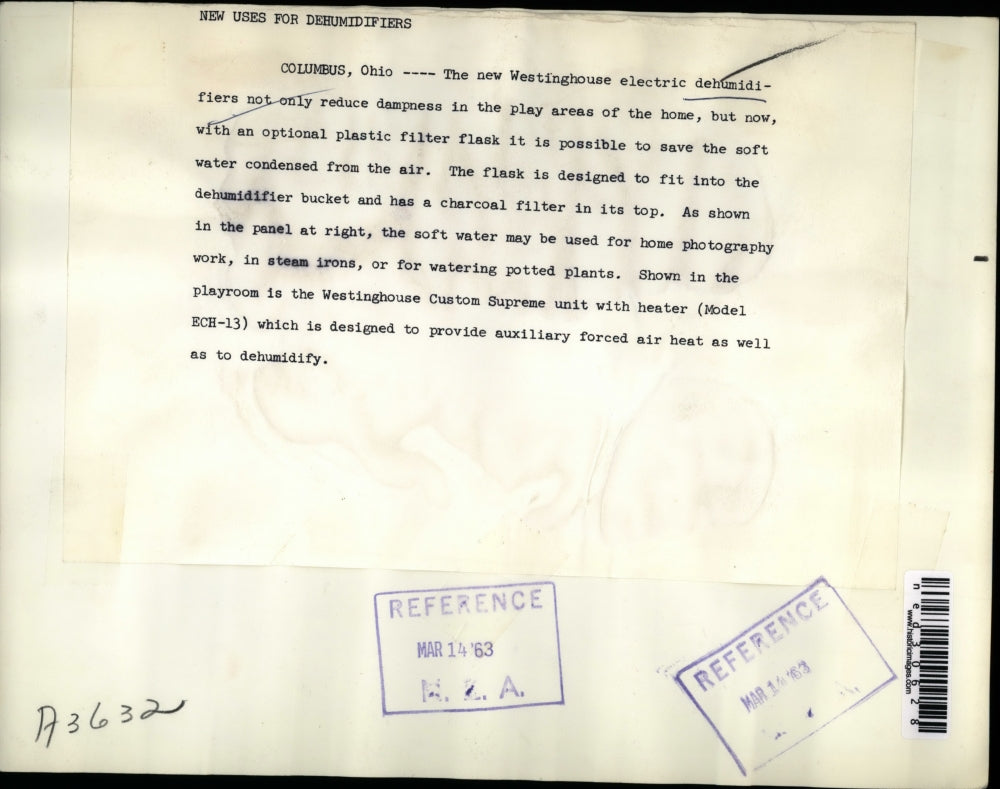 NEW USES FOR DEHUMIDIFIERS
COLUMBUS, Ohio ---- The new Westinghouse electric dehumidi-
fiers not only reduce dampness in the play areas of the home, but now,
with an optional plastic filter flask it is possible to save the soft
water condensed from the air. The flask is designed to fit into the
dehumidifier bucket and has a charcoal filter in its top. As shown
in the panel at right, the soft water may be used for home photography
work, in steam irons, or for watering potted plants. Shown in the
playroom is the Westinghouse Custom Supreme unit with heater (Model
ECH-13) which is designed to provide auxiliary forced air heat as well
as to dehumidify.
REFERENCE
MAR 14 '63
N. E. A.
REFERENCE
MAR 14 '63
A3632
ned30628
www.historicimages.com